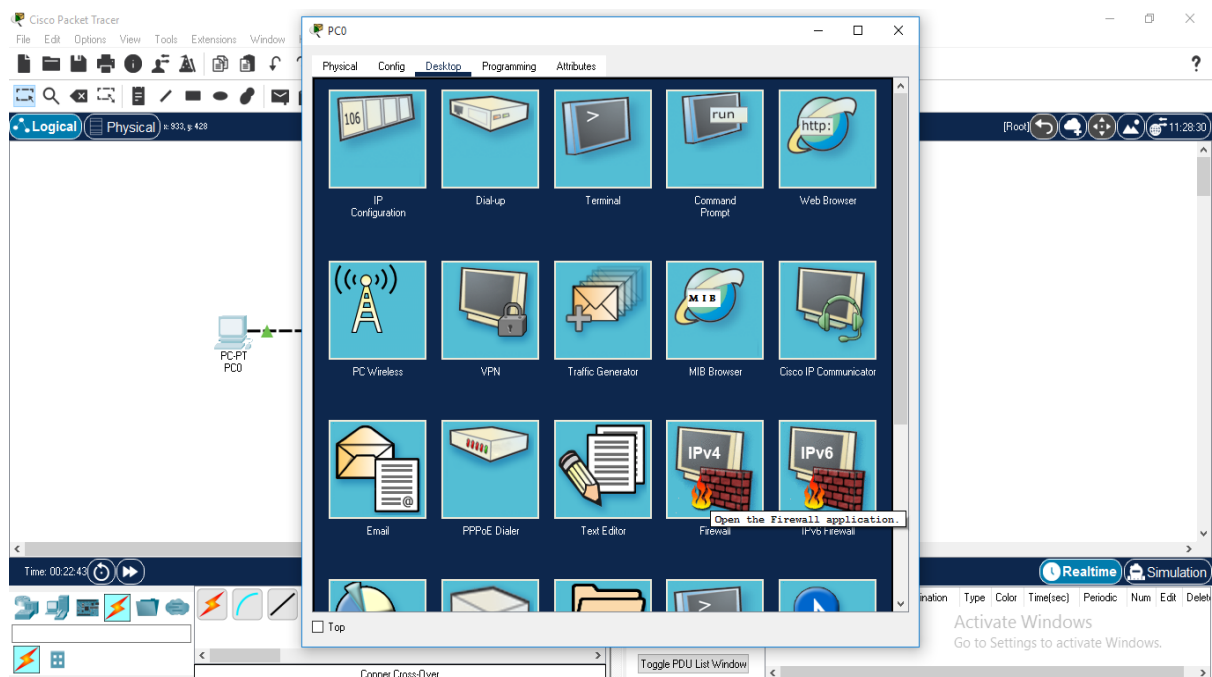 Cisco Packet Tracer
File Edit Options View Tools Extensions Window
Logical Physical x: 933, y: 428
[Root] 11:28:30
PC-PT
PC0
PC0
Physical Config Desktop Programming Attributes
106
>
run
http:
IP
Configuration
Dial-up
Terminal
Command
Prompt
Web Browser
MIB
PC Wireless
VPN
Traffic Generator
MIB Browser
Cisco IP Communicator
@
IPv4
IPv6
Email
PPPoE Dialer
Text Editor
Firewall
IPv6 Firewall
Open the Firewall application.
>
Top
Time: 00:22:43
Realtime Simulation
ination Type Color Time(sec) Periodic Num Edit Delet
Activate Windows
Go to Settings to activate Windows.
Toggle PDU List Window
Copper Cross-Over
?